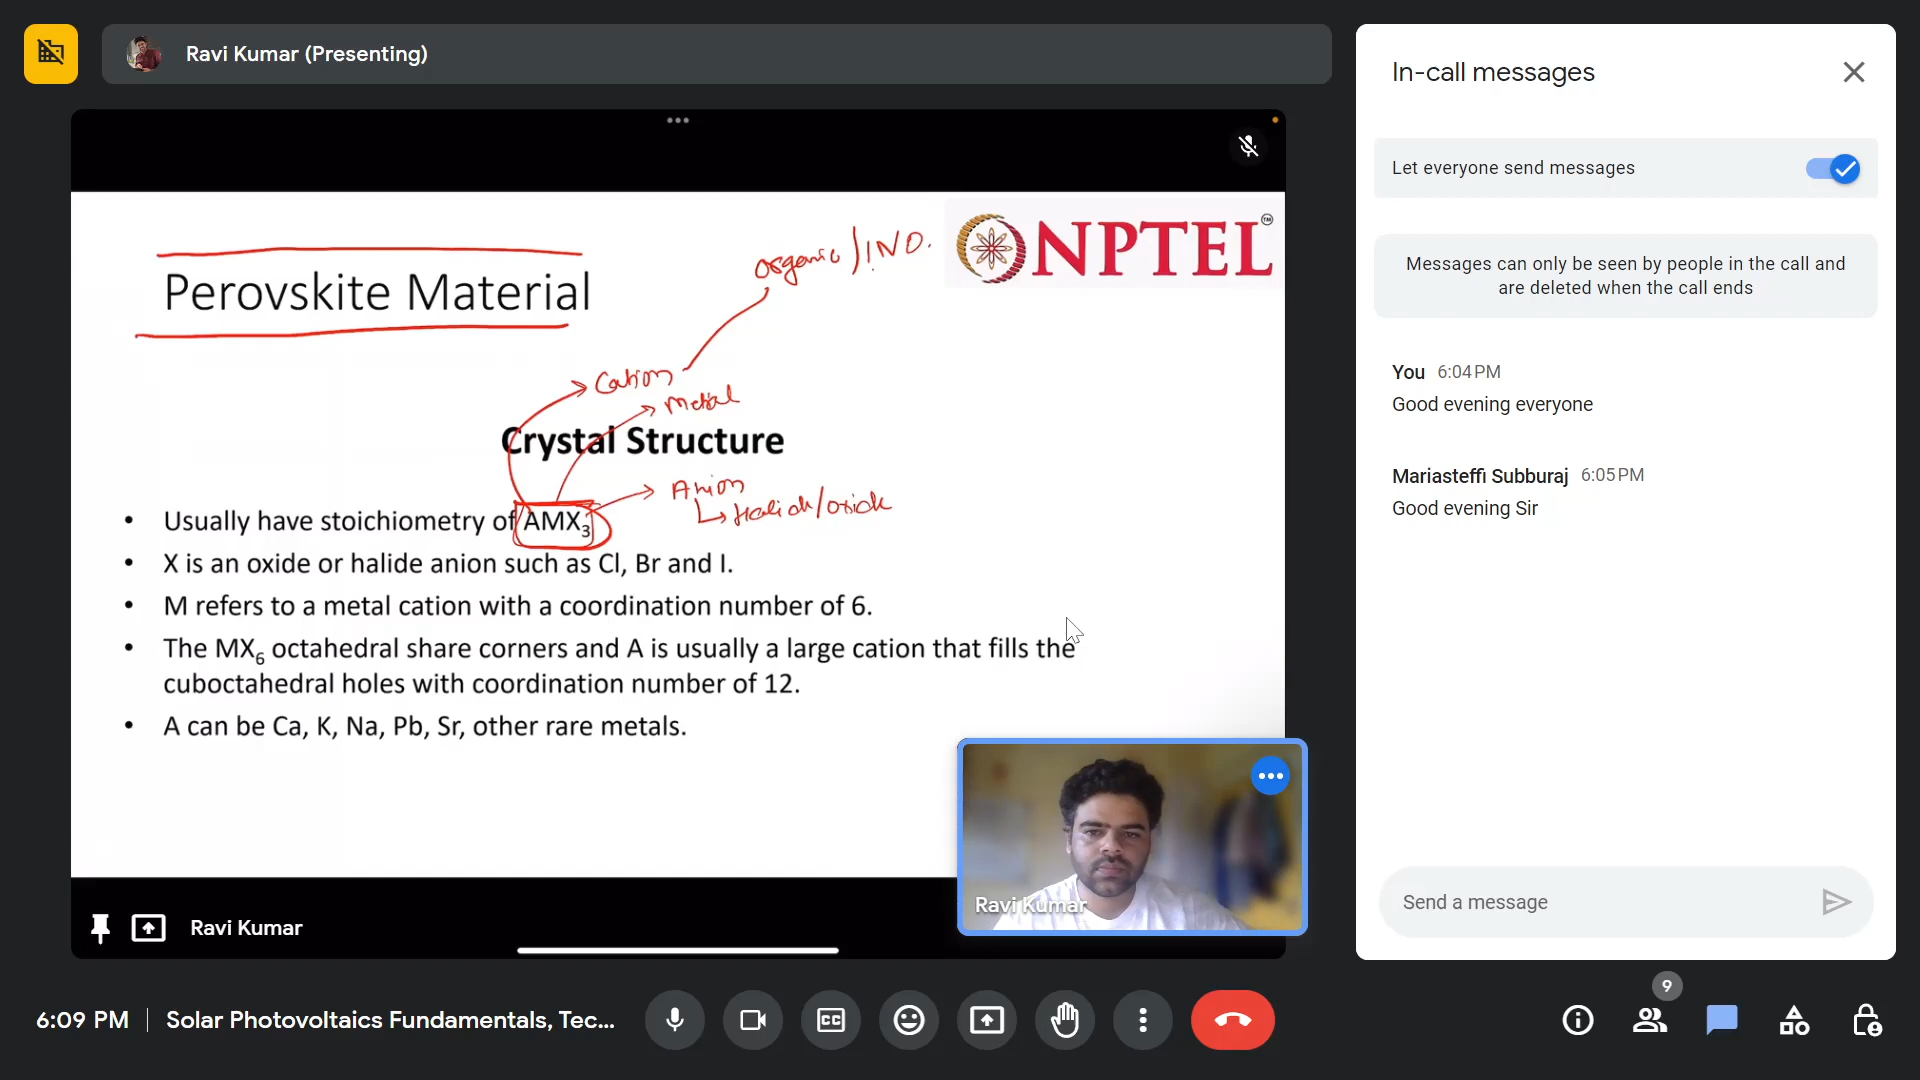 Ravi Kumar (Presenting)
Perovskite Material
organic/INO.
NPTEL
TM
Cation
Metal
Crystal Structure
Anion
Halide/oxide
• Usually have stoichiometry of AMX₃
• X is an oxide or halide anion such as Cl, Br and I.
• M refers to a metal cation with a coordination number of 6.
• The MX₆ octahedral share corners and A is usually a large cation that fills the
cuboctahedral holes with coordination number of 12.
• A can be Ca, K, Na, Pb, Sr, other rare metals.
Ravi Kumar
Ravi Kumar
6:09 PM | Solar Photovoltaics Fundamentals, Tec...
CC
In-call messages
Let everyone send messages
Messages can only be seen by people in the call and
are deleted when the call ends
You 6:04 PM
Good evening everyone
Mariasteffi Subburaj 6:05 PM
Good evening Sir
Send a message
9